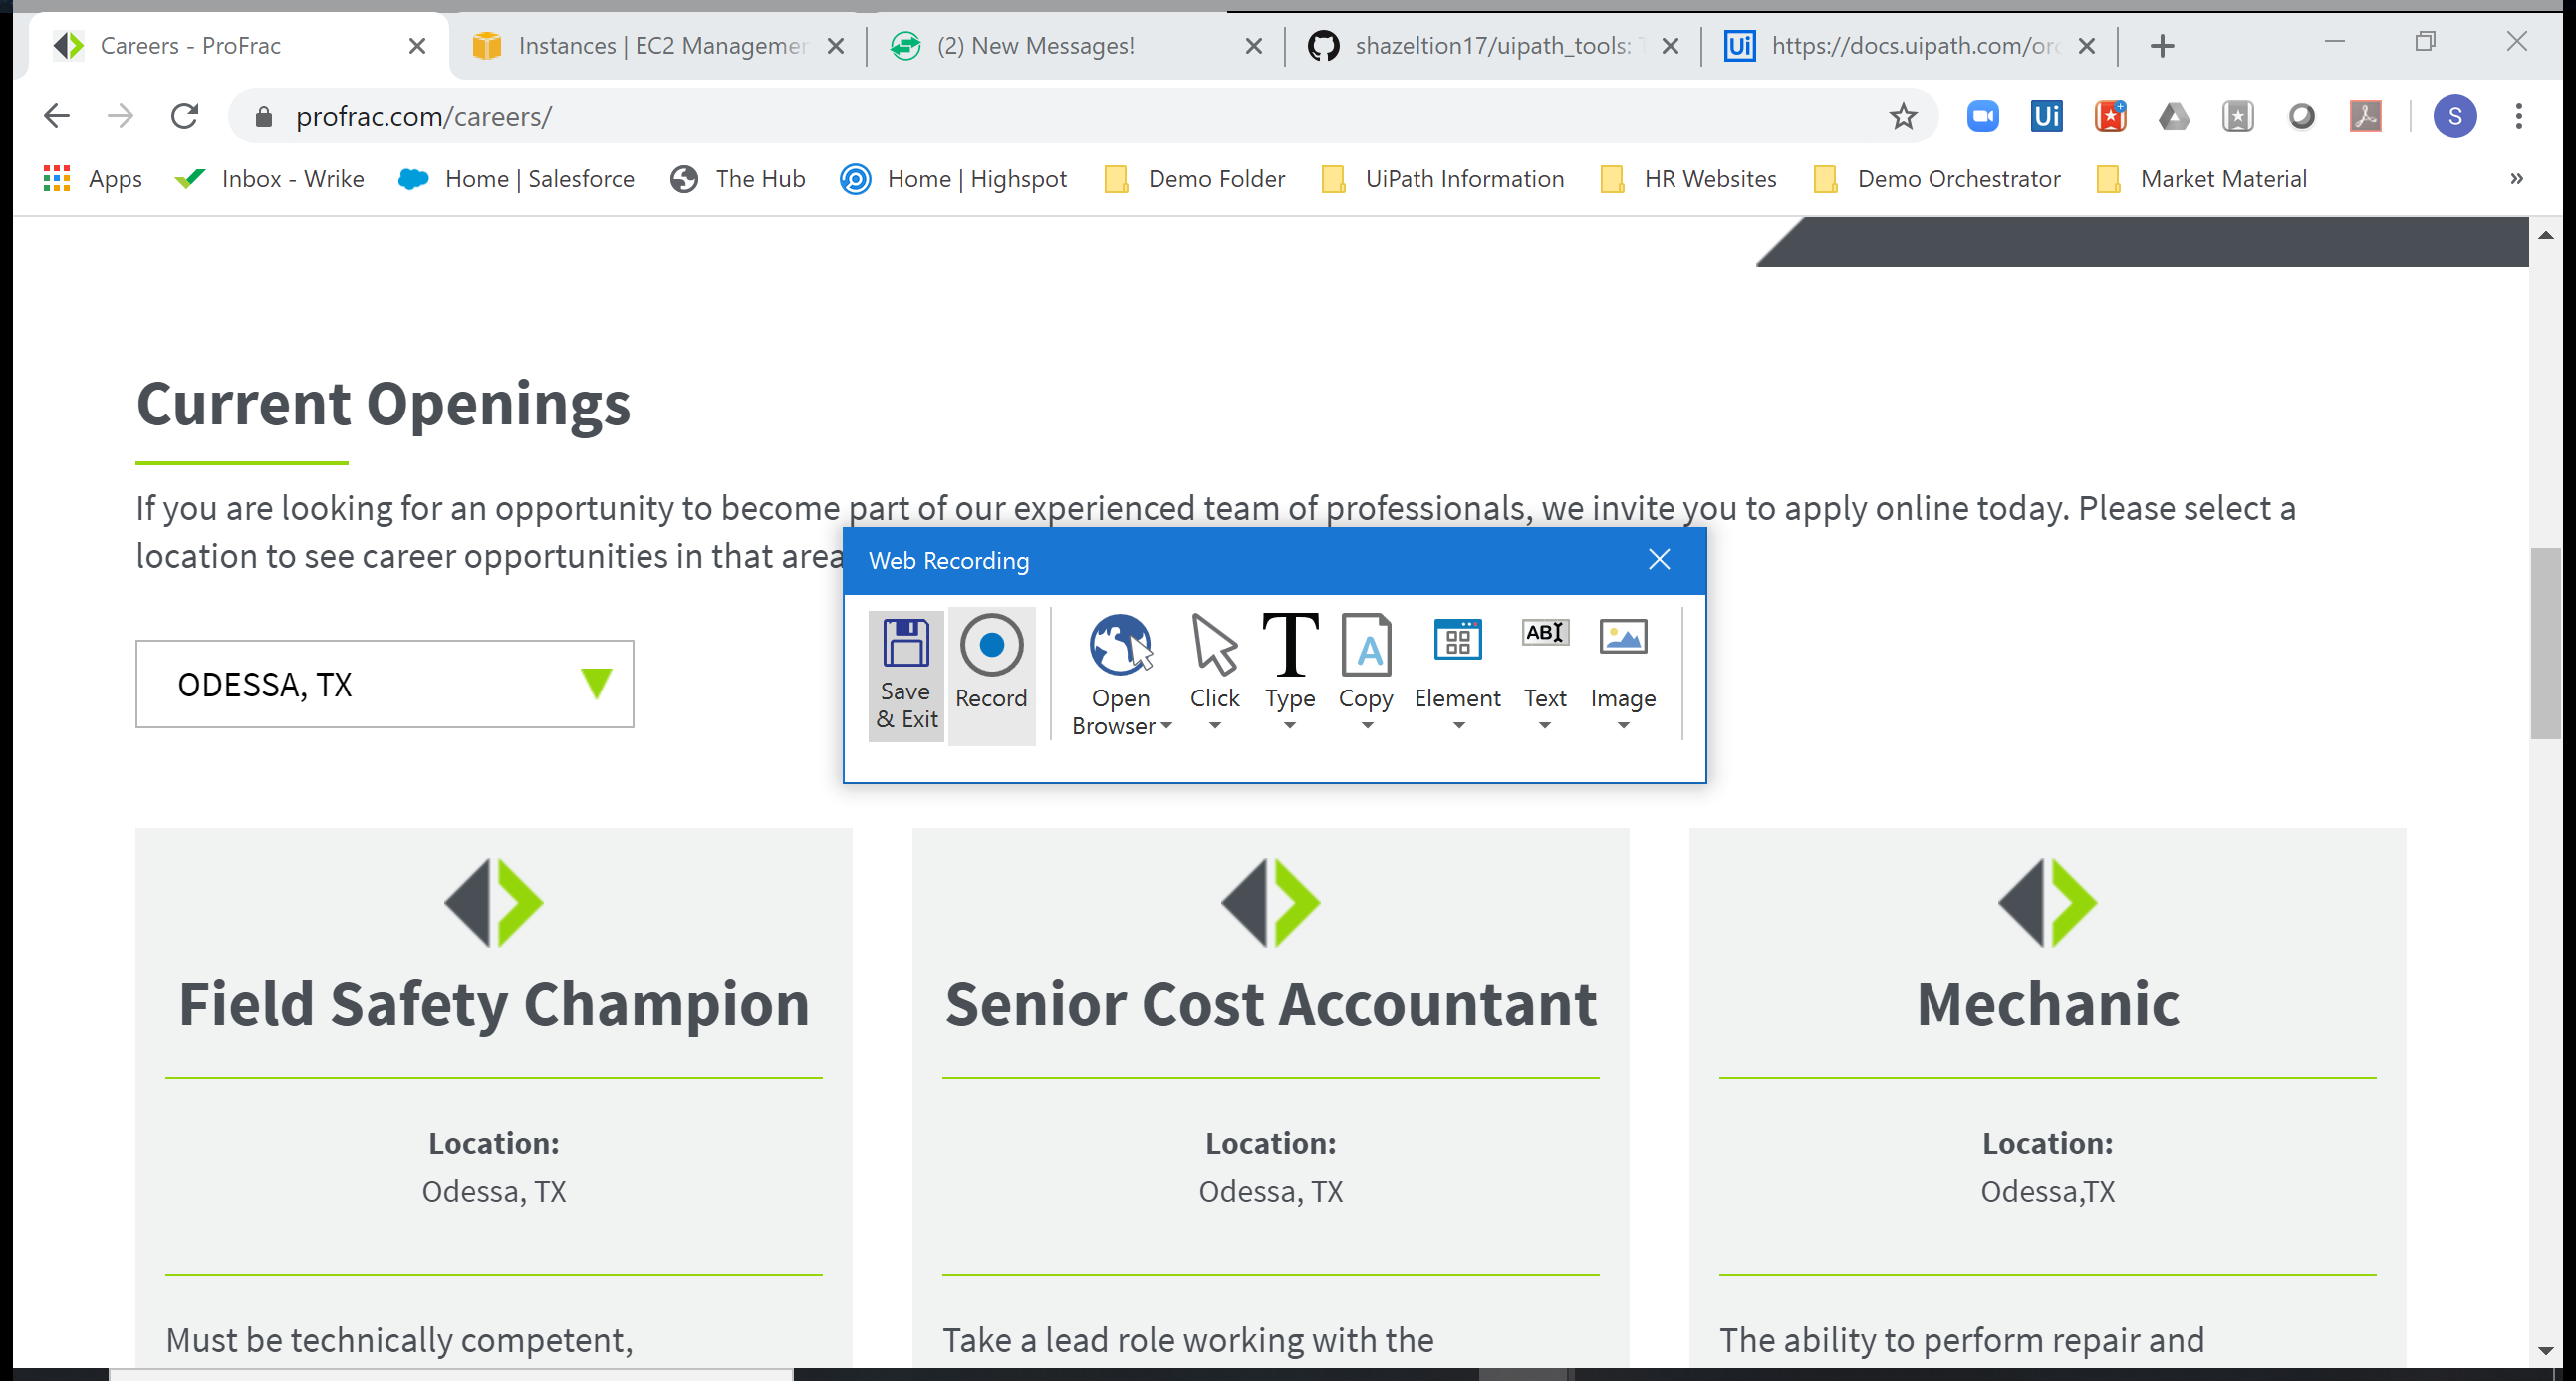 Careers - ProFrac
Instances | EC2 Managemen
(2) New Messages!
shazeltion17/uipath_tools: T
Ui
https://docs.uipath.com/orc
profrac.com/careers/
Ui
S
Apps
Inbox - Wrike
Home | Salesforce
The Hub
Home | Highspot
Demo Folder
UiPath Information
HR Websites
Demo Orchestrator
Market Material
»
Current Openings
If you are looking for an opportunity to become part of our experienced team of professionals, we invite you to apply online today. Please select a
location to see career opportunities in that area
Web Recording
ODESSA, TX
Save
& Exit
Record
Open
Browser
Click
T
Type
A
Copy
Element
ABI
Text
Image
Field Safety Champion
Location:
Odessa, TX
Must be technically competent,
Senior Cost Accountant
Location:
Odessa, TX
Take a lead role working with the
Mechanic
Location:
Odessa,TX
The ability to perform repair and